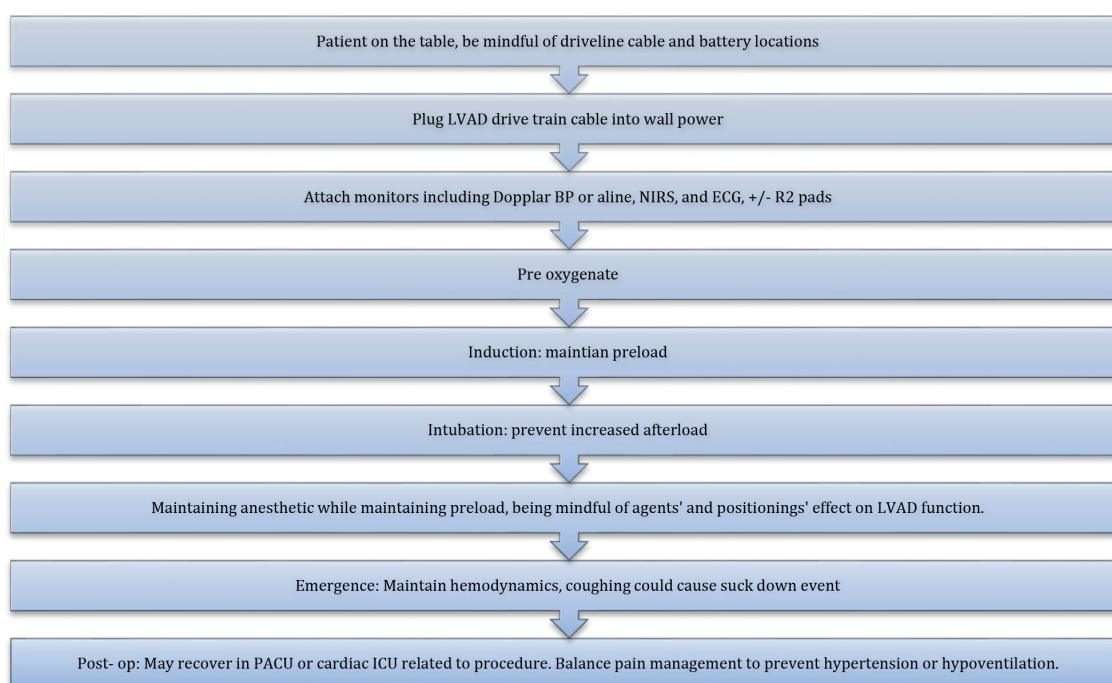 Patient on the table, be mindful of driveline cable and battery locations
Plug LVAD drive train cable into wall power
Attach monitors including Dopplar BP or aline, NIRS, and ECG, +/- R2 pads
Pre oxygenate
Induction: maintian preload
Intubation: prevent increased afterload
Maintaining anesthetic while maintaining preload, being mindful of agents' and positionings' effect on LVAD function.
Emergence: Maintain hemodynamics, coughing could cause suck down event
Post- op: May recover in PACU or cardiac ICU related to procedure. Balance pain management to prevent hypertension or hypoventilation.